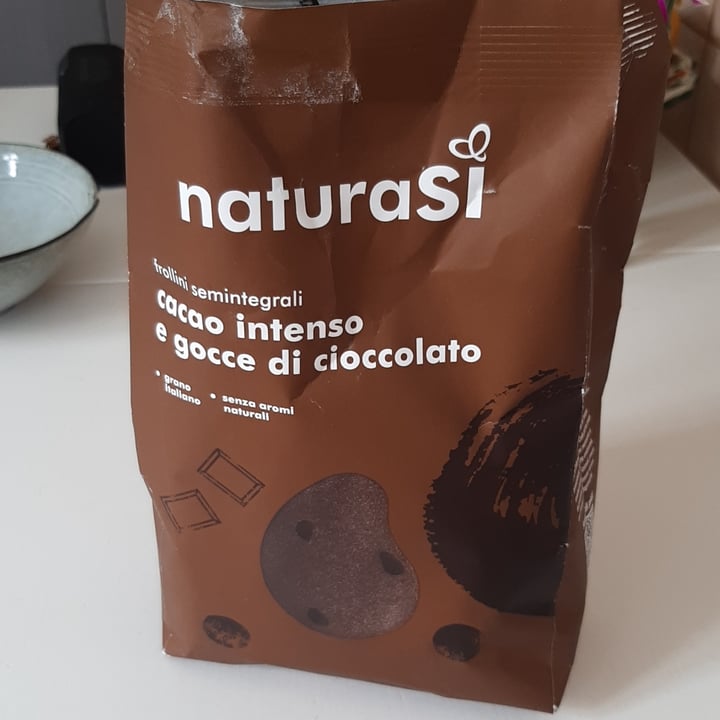 naturasì
frollini semintegrali
cacao intenso
e gocce di cioccolato
• grano
italiano
• senza aromi
naturali